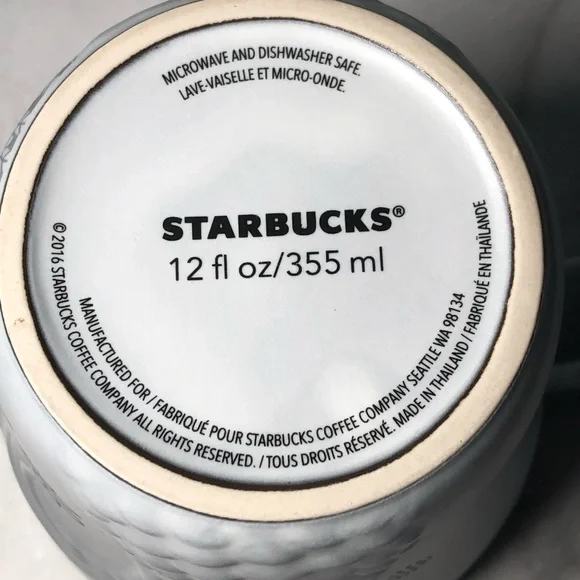 MICROWAVE AND DISHWASHER SAFE.
LAVE-VAISELLE ET MICRO-ONDE.
STARBUCKS®
12 fl oz/355 ml
MANUFACTURED FOR / FABRIQUÉ POUR STARBUCKS COFFEE COMPANY SEATTLE WA 98134
© 2016 STARBUCKS COFFEE COMPANY ALL RIGHTS RESERVED. / TOUS DROITS RÉSERVÉ. MADE IN THAILAND / FABRIQUÉ EN THAÏLANDE